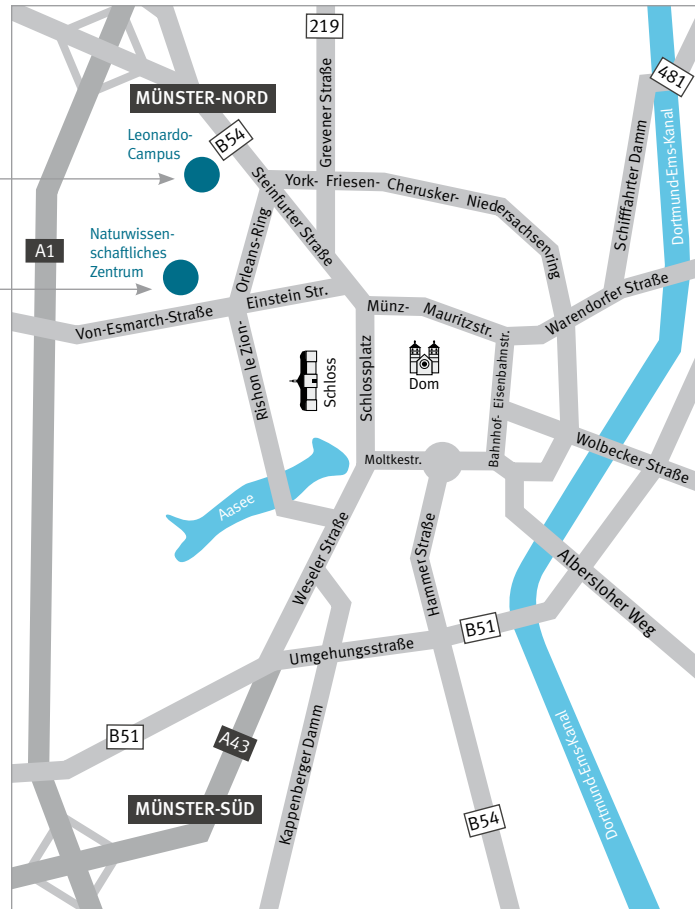 219
481
MÜNSTER-NORD
B54
Leonardo-
Campus
Grevener Straße
Schifffahrter Damm
Dortmund-Ems-Kanal
York- Friesen- Cherusker- Niedersachsenring
Steinfurter Straße
Naturwissen-
schaftliches
Zentrum
A1
Orleans-Ring
Einstein Str.
Von-Esmarch-Straße
Münz- Mauritzstr.
Warendorfer Straße
Rishon le Zion-
Schloss
Schlossplatz
Dom
Bahnhof- Eisenbahnstr.
Wolbecker Straße
Moltkestr.
Aasee
Weseler Straße
Hammer Straße
Albersloher Weg
B51
Umgehungsstraße
B51
A43
Kappenberger Damm
MÜNSTER-SÜD
B54
Dortmund-Ems-Kanal